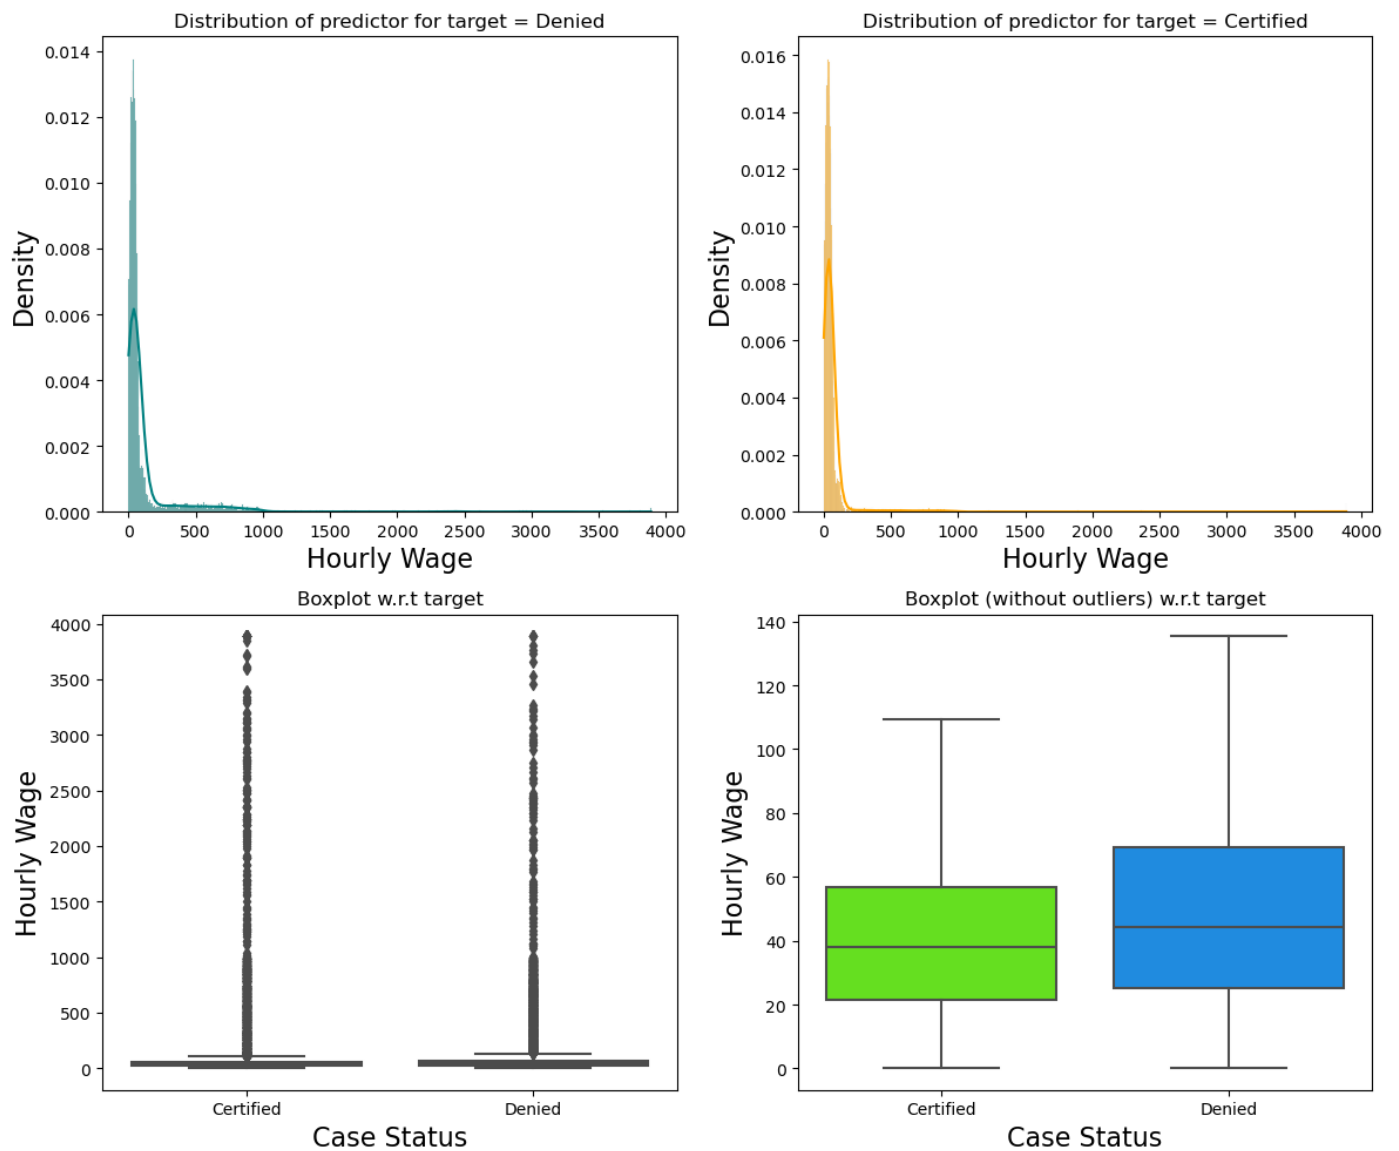 Distribution of predictor for target = Denied
0.014
0.012
0.010
0.008
0.006
0.004
0.002
0.000
Density
0 500 1000 1500 2000 2500 3000 3500 4000
Hourly Wage
Distribution of predictor for target = Certified
0.016
0.014
0.012
0.010
0.008
0.006
0.004
0.002
0.000
Density
0 500 1000 1500 2000 2500 3000 3500 4000
Hourly Wage
Boxplot w.r.t target
4000
3500
3000
2500
2000
1500
1000
500
0
Hourly Wage
Certified Denied
Case Status
Boxplot (without outliers) w.r.t target
140
120
100
80
60
40
20
0
Hourly Wage
Certified Denied
Case Status